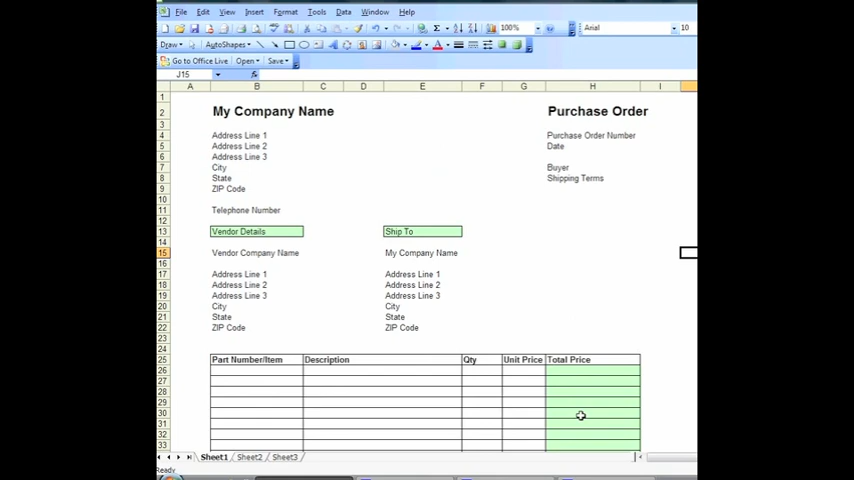 File Edit View Insert Format Tools Data Window Help
100% Arial 10
Draw AutoShapes
Go to Office Live Open Save
J15
A B C D E F G H I
1
2 My Company Name Purchase Order
3
4 Address Line 1 Purchase Order Number
5 Address Line 2 Date
6 Address Line 3
7 City Buyer
8 State Shipping Terms
9 ZIP Code
10
11 Telephone Number
12
13 Vendor Details Ship To
14
15 Vendor Company Name My Company Name
16
17 Address Line 1 Address Line 1
18 Address Line 2 Address Line 2
19 Address Line 3 Address Line 3
20 City City
21 State State
22 ZIP Code ZIP Code
23
24
25 Part Number/Item Description Qty Unit Price Total Price
26
27
28
29
30
31
32
33
Sheet1 Sheet2 Sheet3
Ready